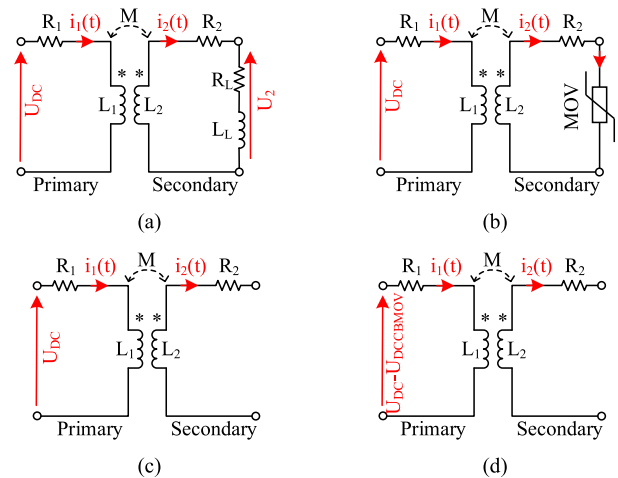 R1 i1(t) M i2(t) R2
UDC * * L1 L2 RL LL U2
Primary Secondary
(a)
R1 i1(t) M i2(t) R2
UDC * * L1 L2 MOV
Primary Secondary
(b)
R1 i1(t) M i2(t) R2
UDC * * L1 L2
Primary Secondary
(c)
R1 i1(t) M i2(t) R2
UDC-UDCCBMOV * * L1 L2
Primary Secondary
(d)